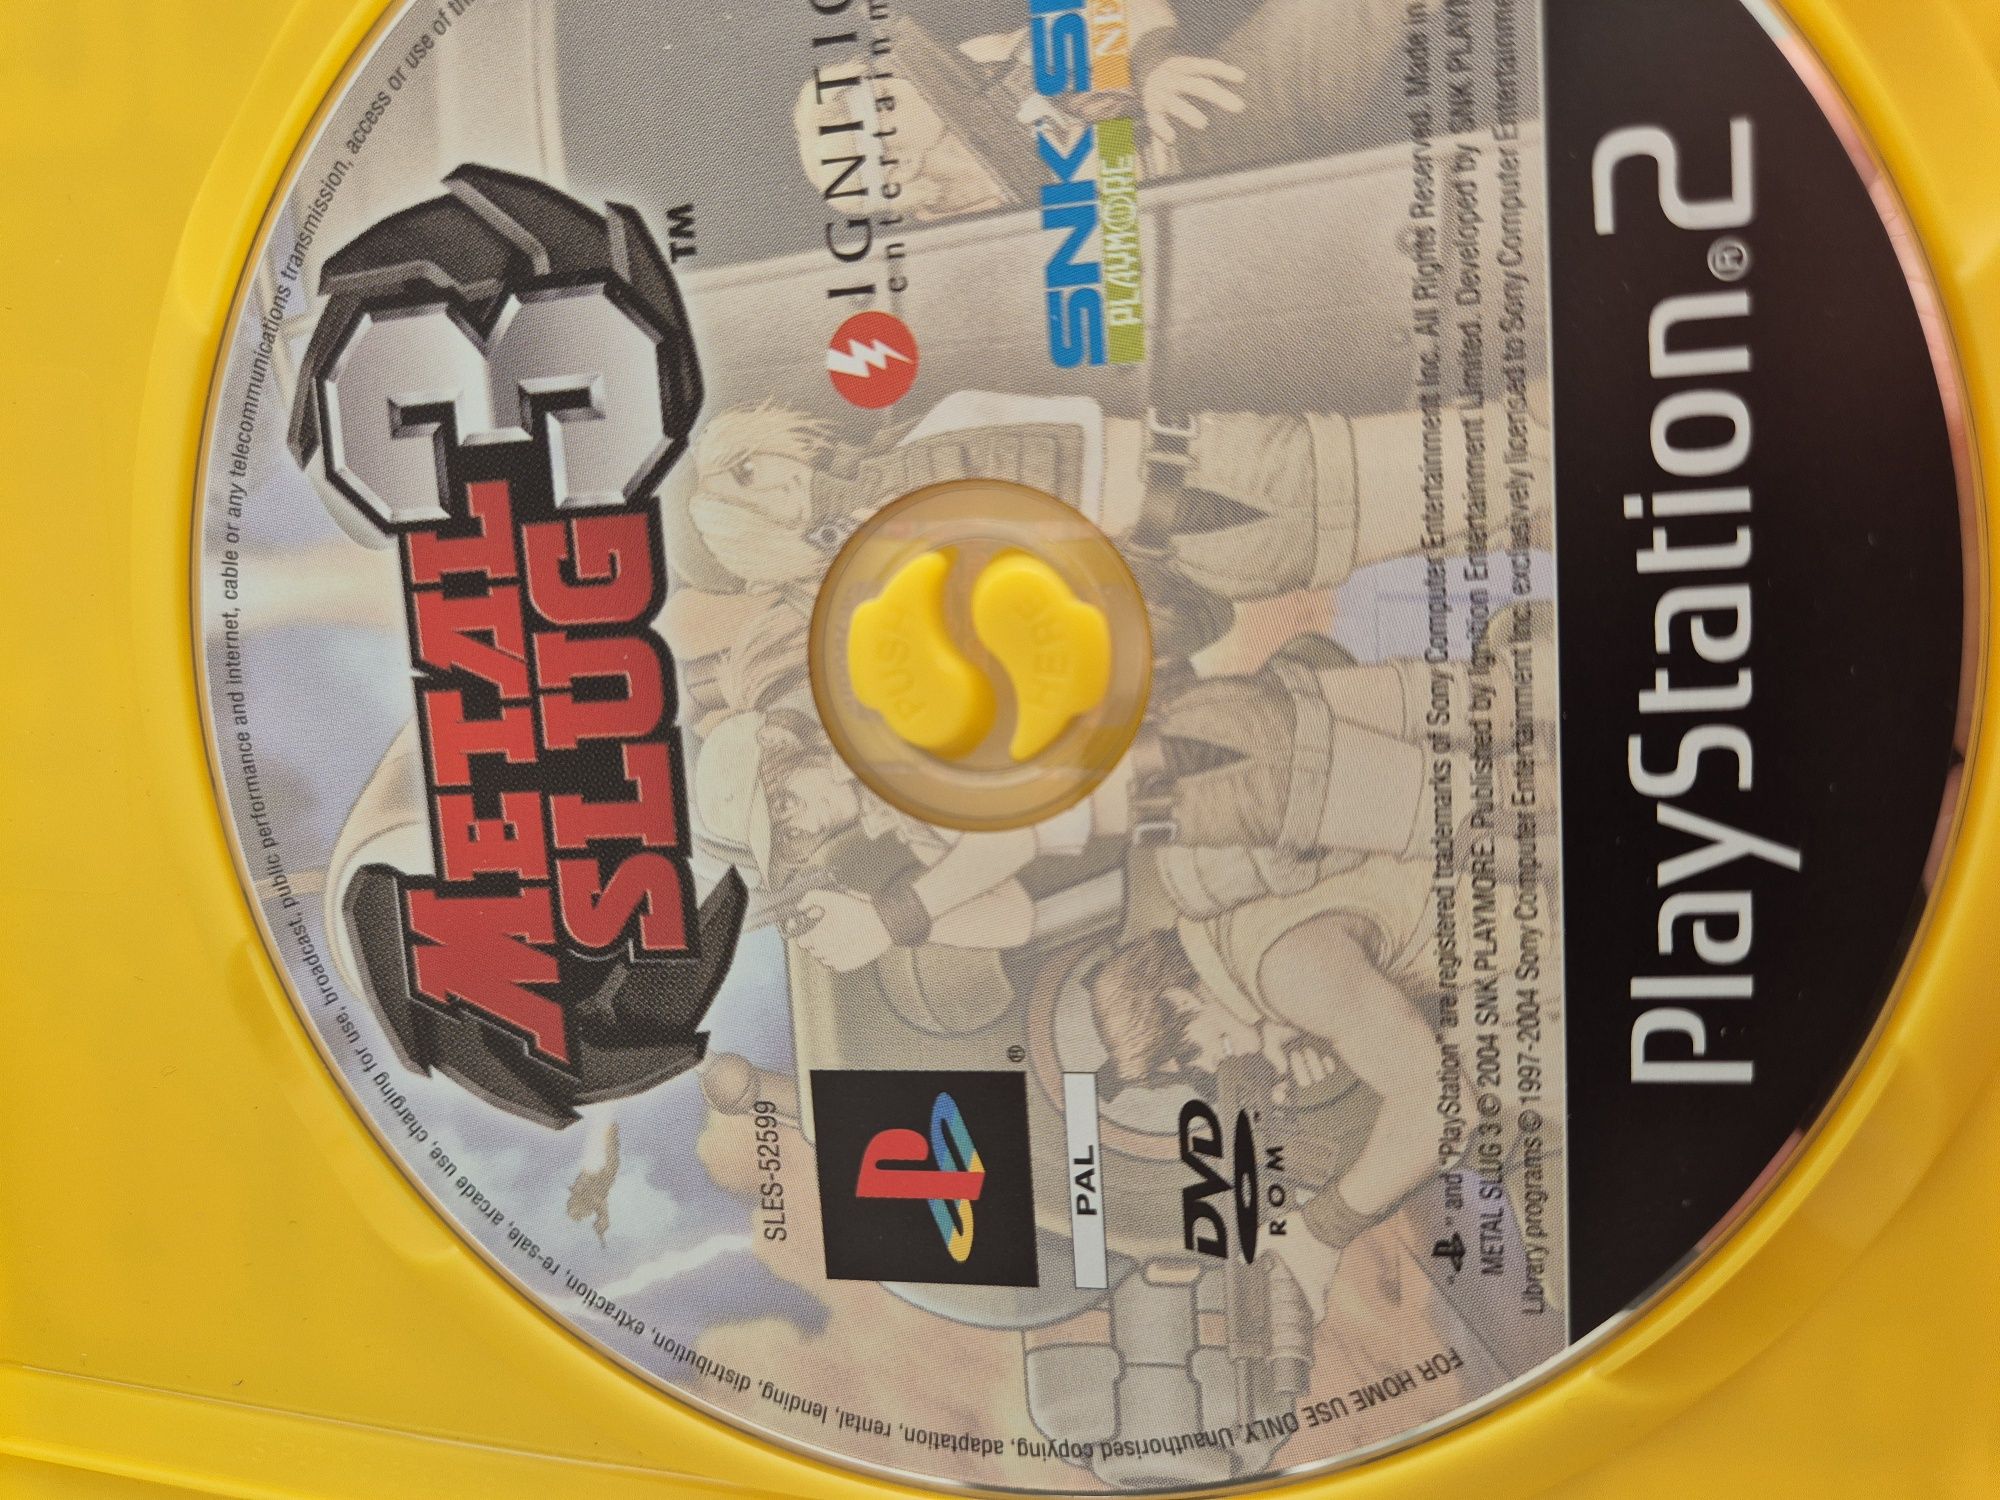 FOR HOME USE ONLY. Unauthorised copying, adaptation, rental, lending, distribution, extraction, re-sale, arcade use, charging for use, broadcast, public performance and internet, cable or any telecommunications transmission, access or use of
METAL
SLUG
3™
IGNITIO
entertainm
SNK
PLAYMORE
SLES-52599
®
PAL
DVD
ROM
PUSH
HERE
" " and "PlayStation" are registered trademarks of Sony Computer Entertainment Inc. All Rights Reserved. Made in
METAL SLUG 3 © 2004 SNK PLAYMORE. Published by Ignition Entertainment Limited. Developed by SNK PLAYM
Library programs © 1997-2004 Sony Computer Entertainment Inc. exclusively licensed to Sony Computer Entertainme
PlayStation®2